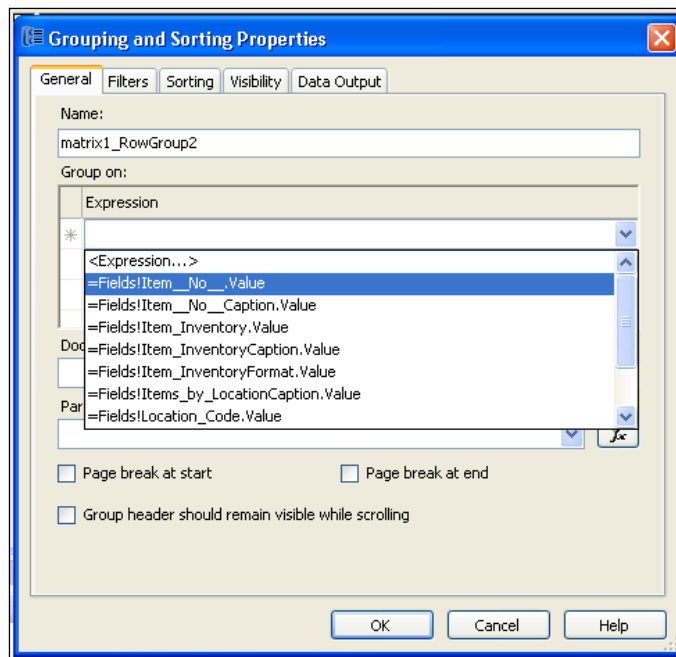 Grouping and Sorting Properties
General Filters Sorting Visibility Data Output
Name:
matrix1_RowGroup2
Group on:
Expression
<Expression...>
=Fields!Item__No__.Value
=Fields!Item__No__Caption.Value
=Fields!Item_Inventory.Value
=Fields!Item_InventoryCaption.Value
=Fields!Item_InventoryFormat.Value
=Fields!Items_by_LocationCaption.Value
=Fields!Location_Code.Value
Doc
Par
fx
Page break at start Page break at end
Group header should remain visible while scrolling
OK Cancel Help